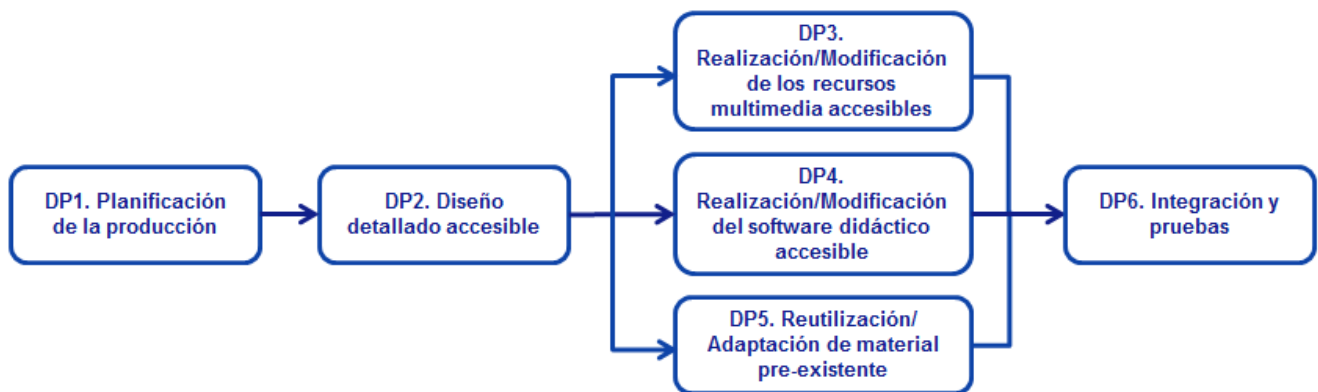 DP1. Planificación
de la producción
DP2. Diseño
detallado accesible
DP3.
Realización/Modificación
de los recursos
multimedia accesibles
DP4.
Realización/Modificación
del software didáctico
accesible
DP5. Reutilización/
Adaptación de material
pre-existente
DP6. Integración y
pruebas